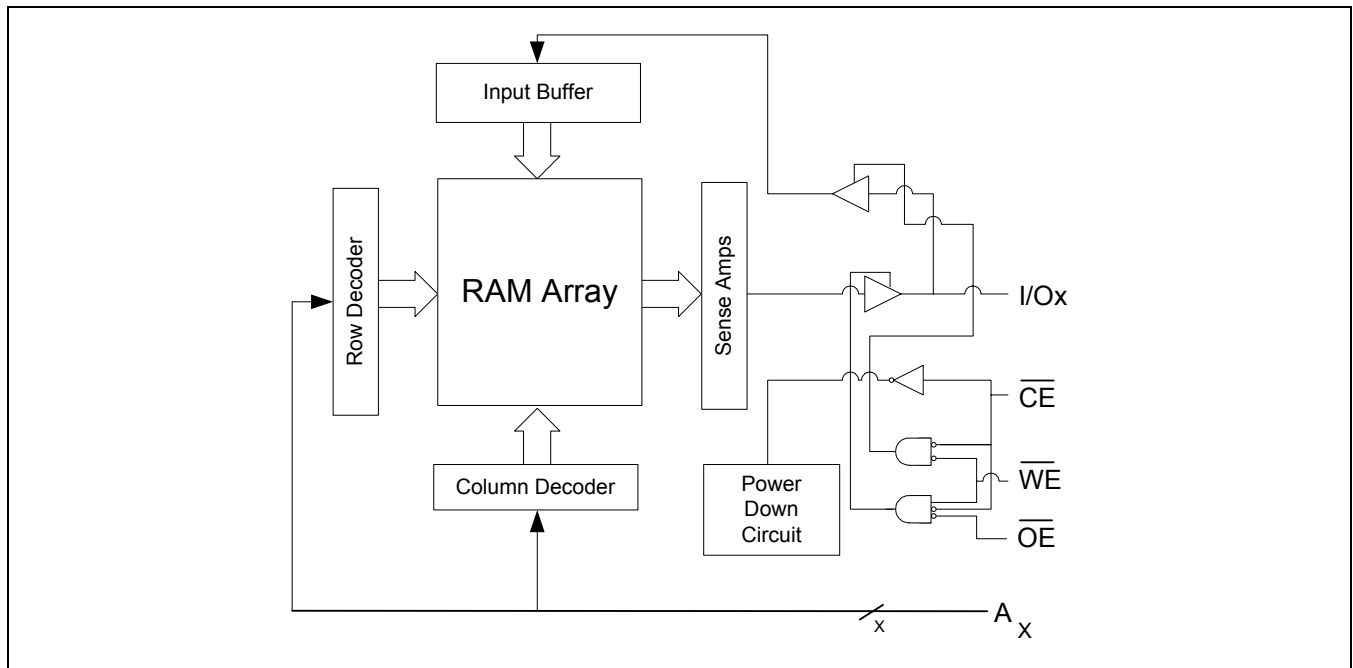 Input Buffer
Row Decoder
RAM Array
Sense Amps
I/Ox
CE
Column Decoder
Power
Down
Circuit
WE
OE
X
A X